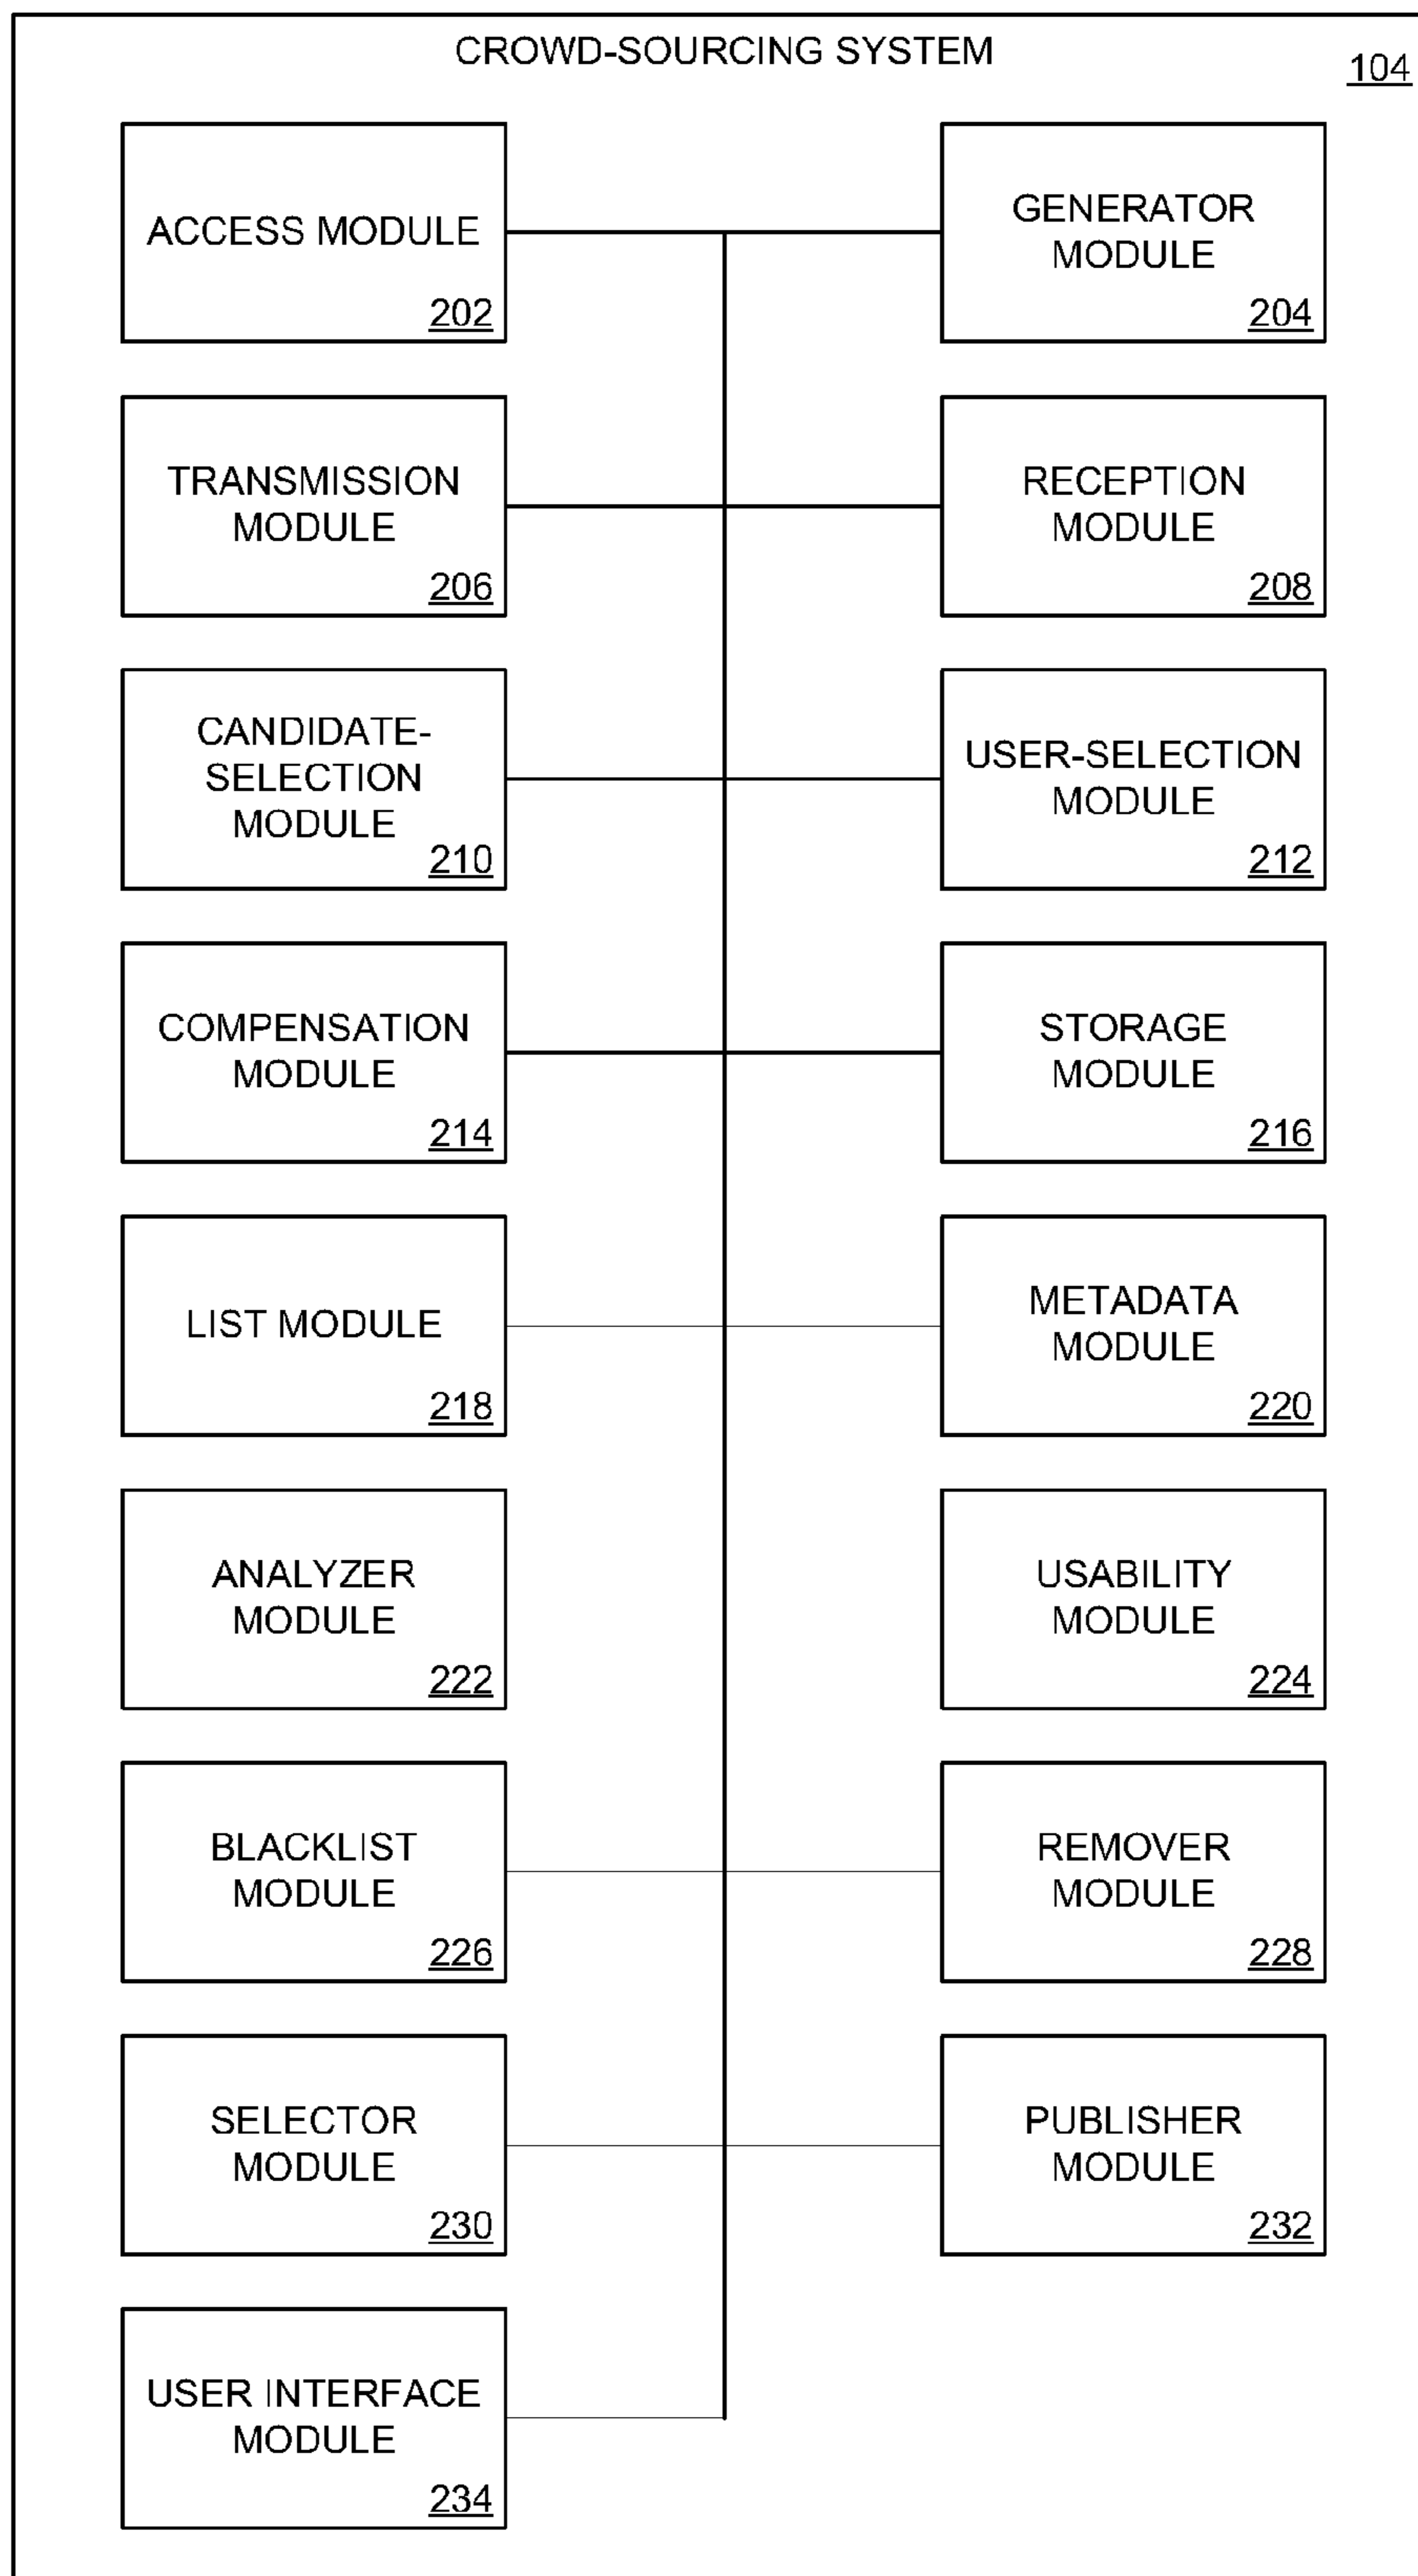 CROWD-SOURCING SYSTEM
104
ACCESS MODULE
202
GENERATOR
MODULE
204
TRANSMISSION
MODULE
206
RECEPTION
MODULE
208
CANDIDATE-
SELECTION
MODULE
210
USER-SELECTION
MODULE
212
COMPENSATION
MODULE
214
STORAGE
MODULE
216
LIST MODULE
218
METADATA
MODULE
220
ANALYZER
MODULE
222
USABILITY
MODULE
224
BLACKLIST
MODULE
226
REMOVER
MODULE
228
SELECTOR
MODULE
230
PUBLISHER
MODULE
232
USER INTERFACE
MODULE
234